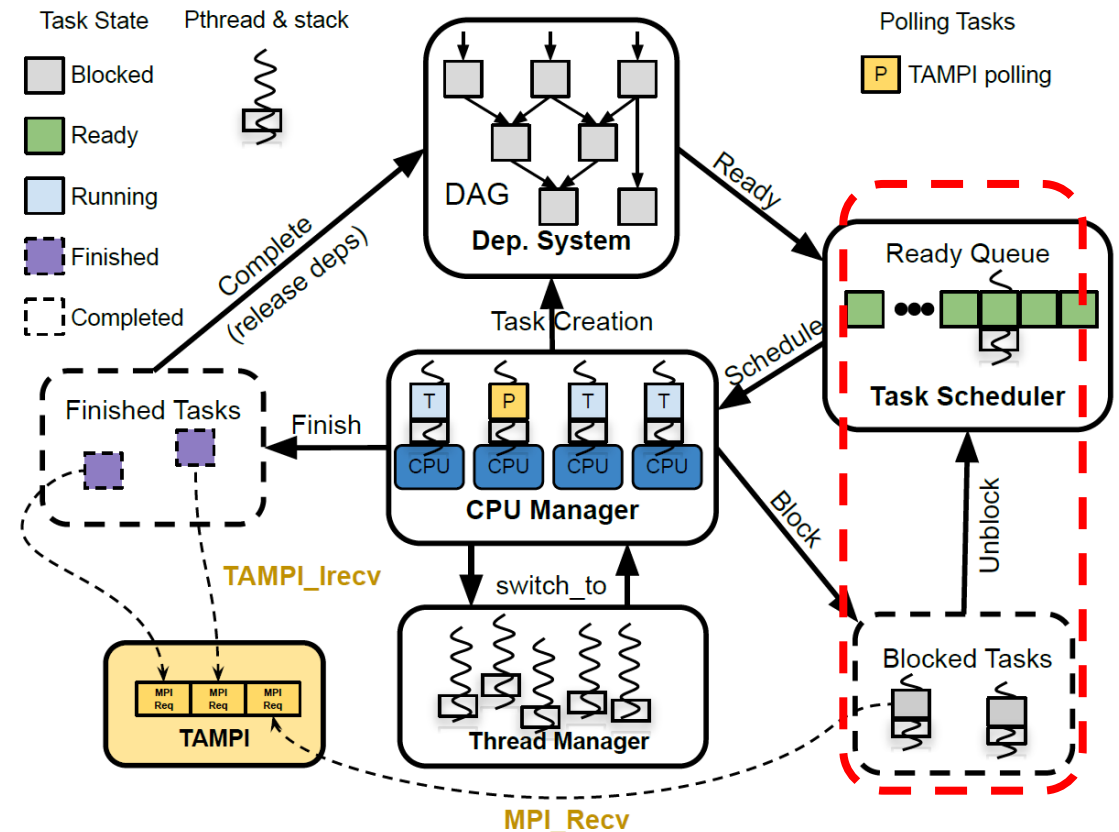 Task State
Pthread & stack
Polling Tasks
Blocked
P
TAMPI polling
Ready
Running
Finished
Completed
DAG
Dep. System
Ready
Complete
(release deps)
Task Creation
Ready Queue
Task Scheduler
Schedule
Finished Tasks
Finish
T
P
T
T
CPU
CPU
CPU
CPU
CPU Manager
Block
Unblock
TAMPI_Irecv
switch_to
Blocked Tasks
MPI
Req
MPI
Req
MPI
Req
TAMPI
Thread Manager
MPI_Recv